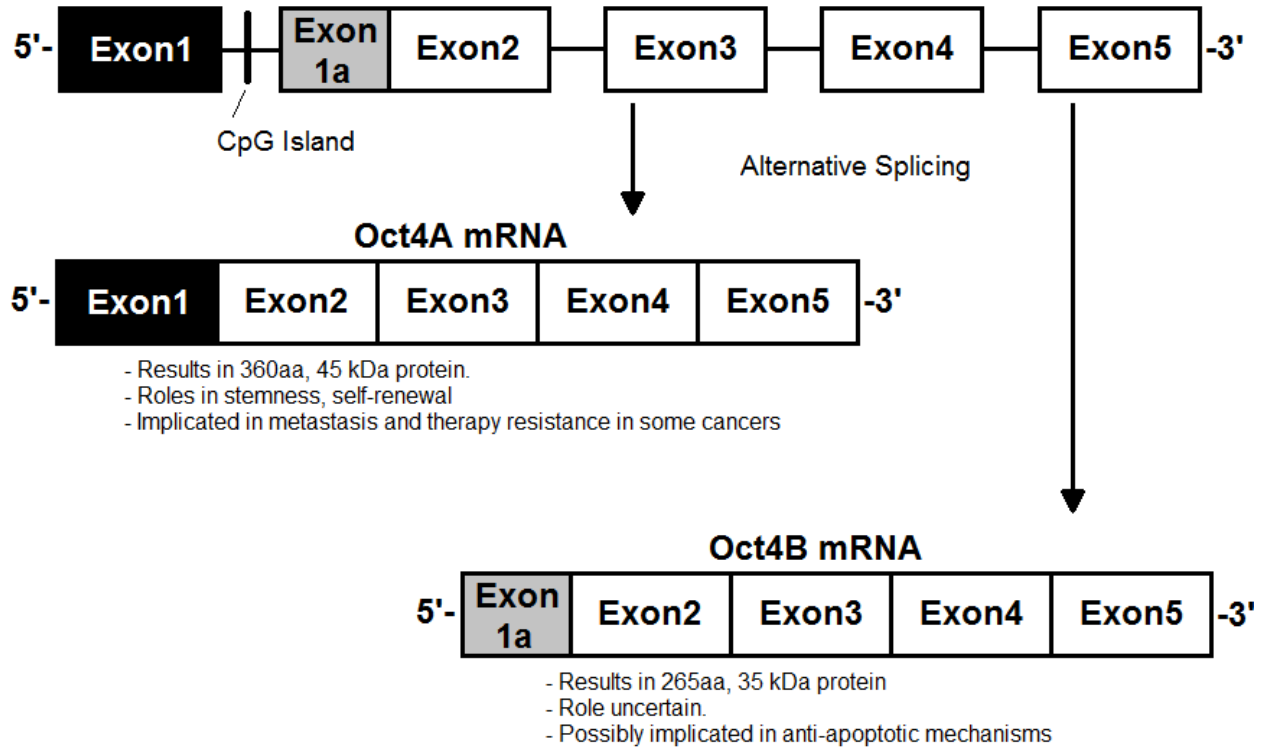 5'- Exon1 Exon 1a Exon2 Exon3 Exon4 Exon5 -3'
CpG Island
Alternative Splicing
Oct4A mRNA
5'- Exon1 Exon2 Exon3 Exon4 Exon5 -3'
- Results in 360aa, 45 kDa protein.
- Roles in stemness, self-renewal
- Implicated in metastasis and therapy resistance in some cancers
Oct4B mRNA
5'- Exon 1a Exon2 Exon3 Exon4 Exon5 -3'
- Results in 265aa, 35 kDa protein
- Role uncertain.
- Possibly implicated in anti-apoptotic mechanisms